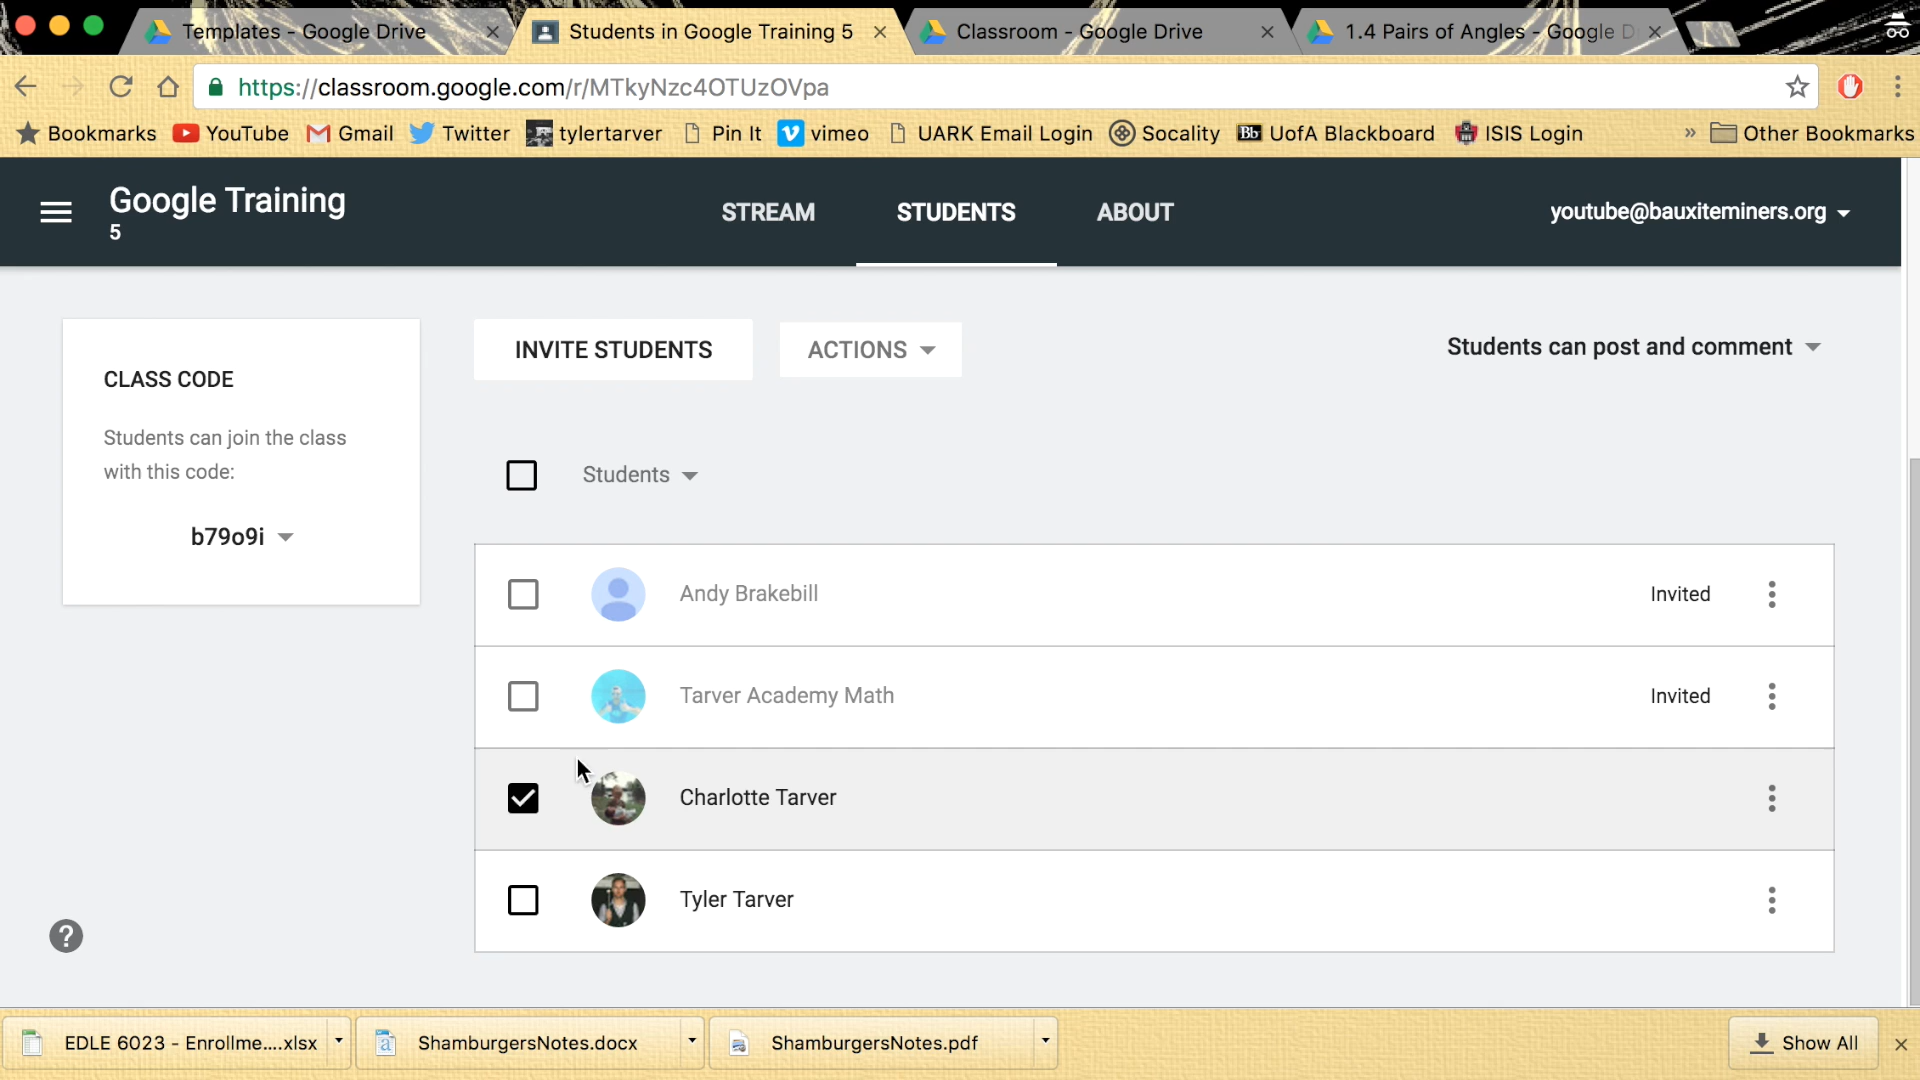 Templates - Google Drive
Students in Google Training 5
Classroom - Google Drive
1.4 Pairs of Angles - Google D
https://classroom.google.com/r/MTkyNzc4OTUzOVpa
Bookmarks
YouTube
Gmail
Twitter
tylertarver
Pin It
vimeo
UARK Email Login
Socality
Bb UofA Blackboard
ISIS Login
» Other Bookmarks
Google Training
5
STREAM
STUDENTS
ABOUT
youtube@bauxiteminers.org
CLASS CODE
Students can join the class
with this code:
b79o9i
INVITE STUDENTS
ACTIONS
Students can post and comment
Students
Andy Brakebill
Invited
Tarver Academy Math
Invited
Charlotte Tarver
Tyler Tarver
?
EDLE 6023 - Enrollme....xlsx
ShamburgersNotes.docx
ShamburgersNotes.pdf
Show All